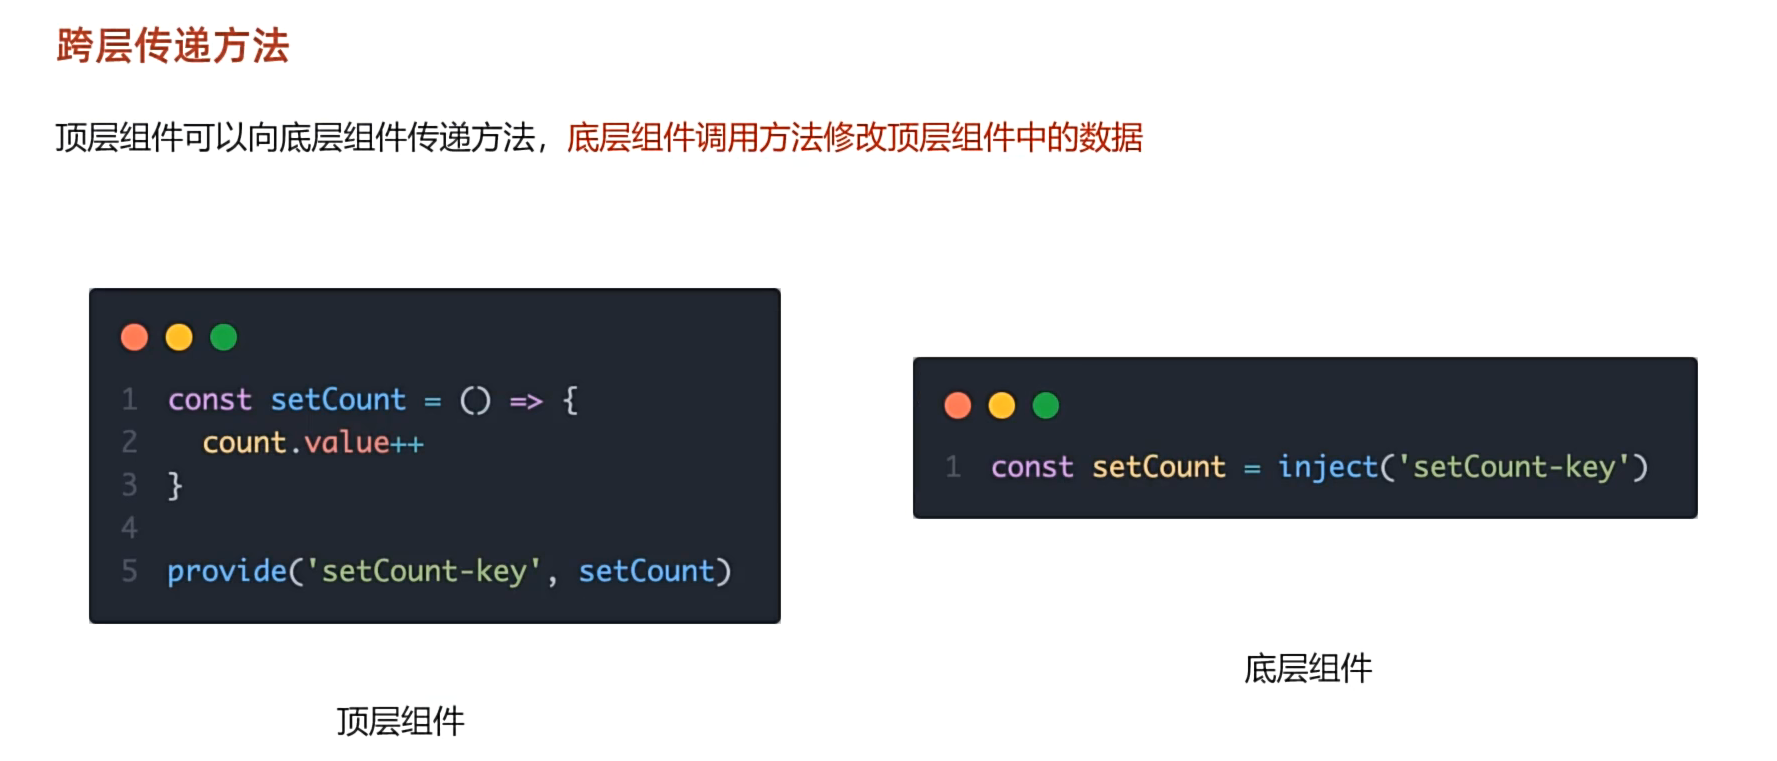 跨层传递方法
顶层组件可以向底层组件传递方法，底层组件调用方法修改顶层组件中的数据
1 const setCount = () => {
2   count.value++
3 }
4
5 provide('setCount-key', setCount)
顶层组件
1 const setCount = inject('setCount-key')
底层组件